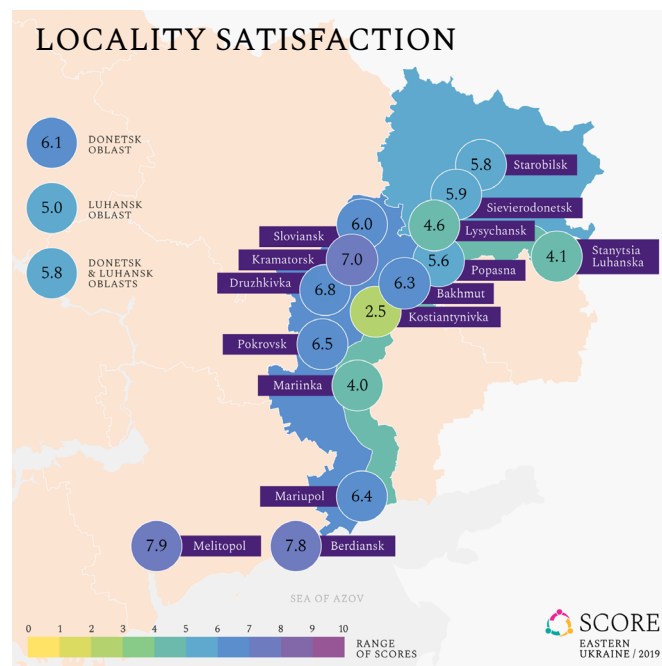 LOCALITY SATISFACTION
6.1
DONETSK
OBLAST
5.0
LUHANSK
OBLAST
5.8
DONETSK
& LUHANSK
OBLASTS
5.8
Starobilsk
5.9
Sievierodonetsk
6.0
Sloviansk
4.6
Lysychansk
7.0
Kramatorsk
5.6
Popasna
4.1
Stanytsia
Luhanska
6.8
Druzhkivka
6.3
Bakhmut
2.5
Kostiantynivka
6.5
Pokrovsk
4.0
Mariinka
6.4
Mariupol
7.9
Melitopol
7.8
Berdiansk
SEA OF AZOV
0 1 2 3 4 5 6 7 8 9 10
RANGE
OF SCORES
SCORE
EASTERN
UKRAINE / 2019